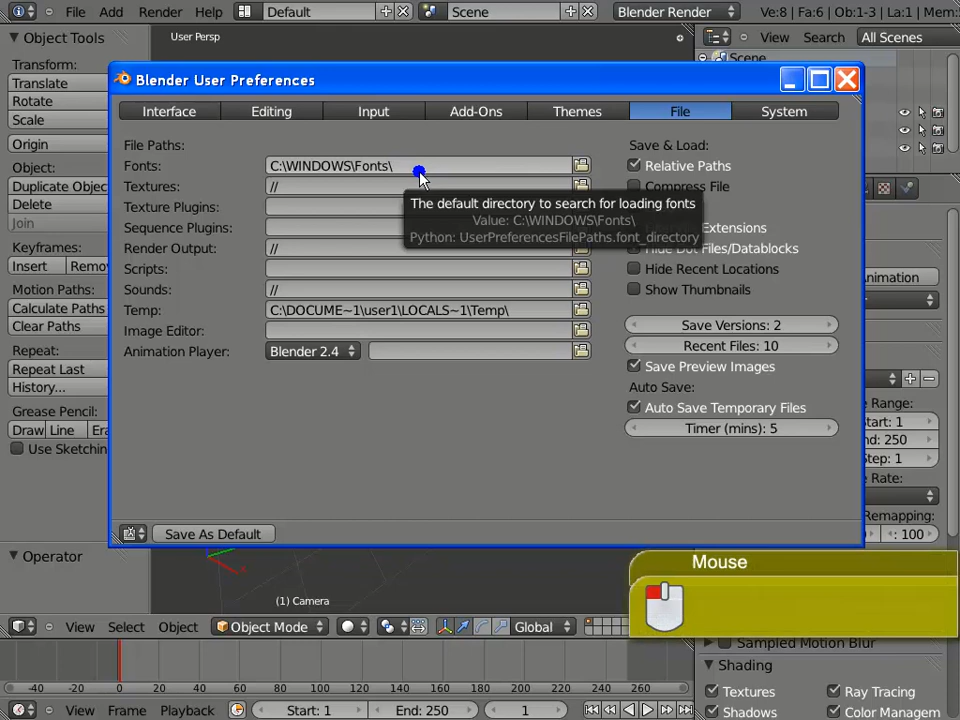 File Add Render Help Default Scene Blender Render Ve:8 | Fa:6 | Ob:1-3 | La:1 | Mem:
Object Tools
Transform:
Translate
Rotate
Scale
Origin
Object:
Duplicate Objec
Delete
Join
Keyframes:
Insert Remov
Motion Paths:
Calculate Paths
Clear Paths
Repeat:
Repeat Last
History...
Grease Pencil:
Draw Line Era
Use Sketchin
Operator
User Persp
View Search All Scenes
Scene
Blender User Preferences
Interface Editing Input Add-Ons Themes File System
File Paths:
Fonts: C:\WINDOWS\Fonts\
Textures: //
Texture Plugins:
Sequence Plugins:
Render Output: //
Scripts:
Sounds: //
Temp: C:\DOCUME~1\user1\LOCALS~1\Temp\
Image Editor:
Animation Player: Blender 2.4
The default directory to search for loading fonts
Value: C:\WINDOWS\Fonts\
Python: UserPreferencesFilePaths.font_directory
Save & Load:
Relative Paths
Compress File
Extensions
Hide Dot Files/Datablocks
Hide Recent Locations
Show Thumbnails
Save Versions: 2
Recent Files: 10
Save Preview Images
Auto Save:
Auto Save Temporary Files
Timer (mins): 5
Save As Default
Animation
Range:
Start: 1
nd: 250
Step: 1
Rate:
Remapping:
: 100
Mouse
(1) Camera
View Select Object Object Mode Global
Sampled Motion Blur
Shading
Textures Ray Tracing
Shadows Color Managem
-40 -20 0 20 40 60 80 100 120 140 160 180 200 220 240 260
View Frame Playback Start: 1 End: 250 1